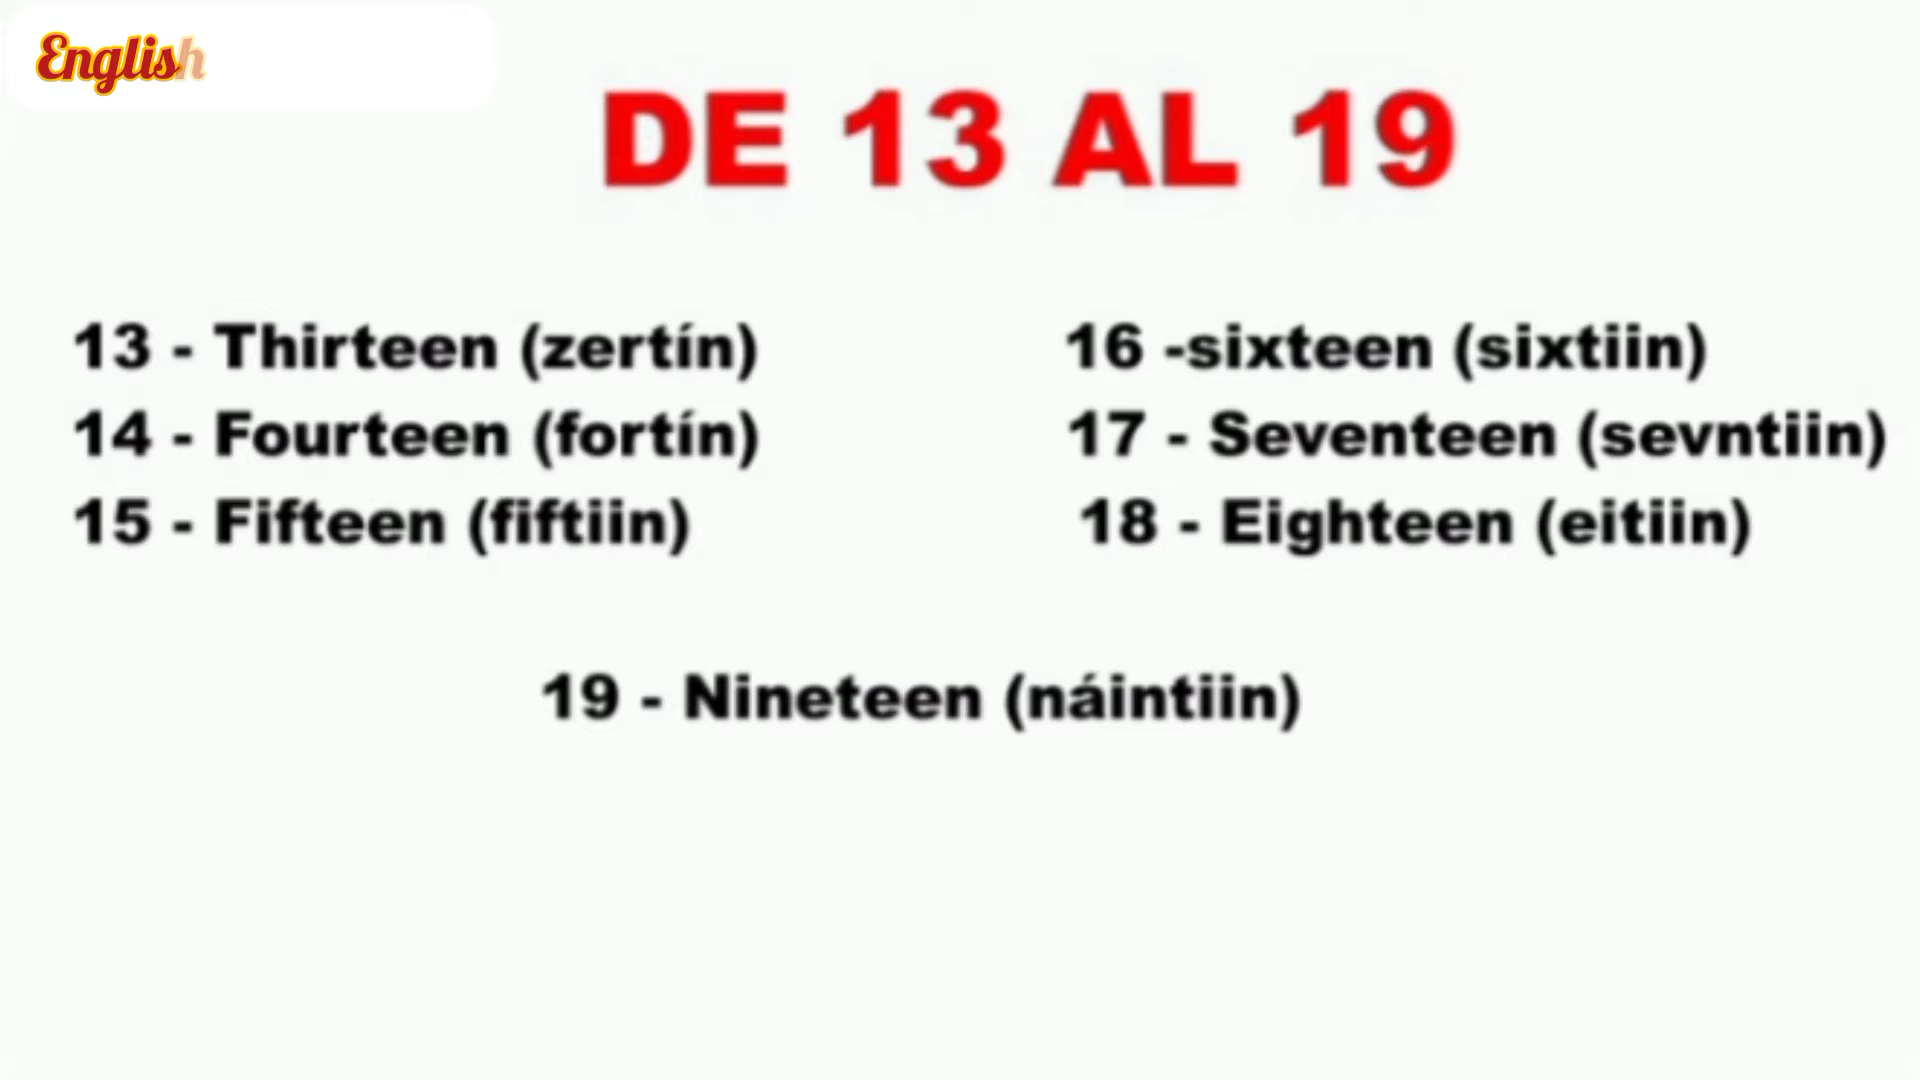 English
DE 13 AL 19
13 - Thirteen (zertín)
14 - Fourteen (fortín)
15 - Fifteen (fiftiin)
16 -sixteen (sixtiin)
17 - Seventeen (sevntiin)
18 - Eighteen (eitiin)
19 - Nineteen (náintiin)